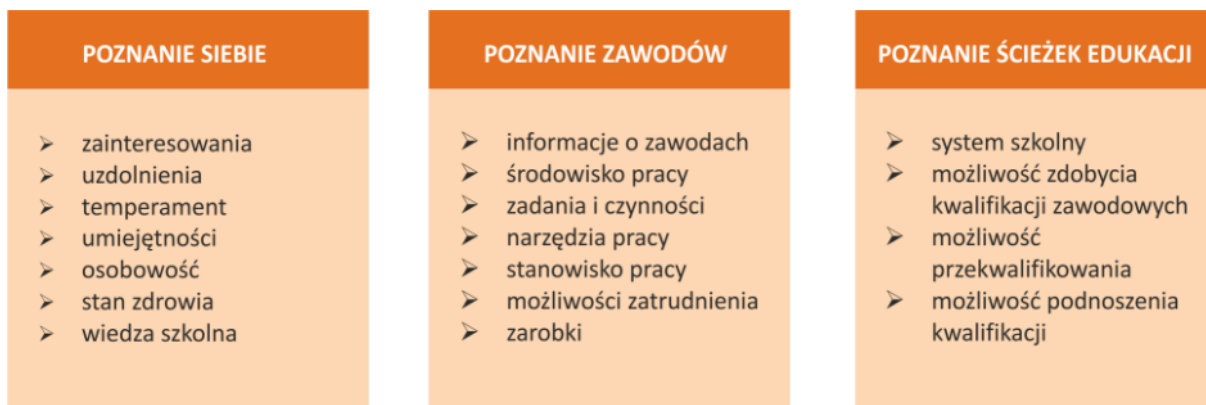 POZNANIE SIEBIE
➢ zainteresowania
➢ uzdolnienia
➢ temperament
➢ umiejętności
➢ osobowość
➢ stan zdrowia
➢ wiedza szkolna
POZNANIE ZAWODÓW
➢ informacje o zawodach
➢ środowisko pracy
➢ zadania i czynności
➢ narzędzia pracy
➢ stanowisko pracy
➢ możliwości zatrudnienia
➢ zarobki
POZNANIE ŚCIEŻEK EDUKACJI
➢ system szkolny
➢ możliwość zdobycia
kwalifikacji zawodowych
➢ możliwość
przekwalifikowania
➢ możliwość podnoszenia
kwalifikacji